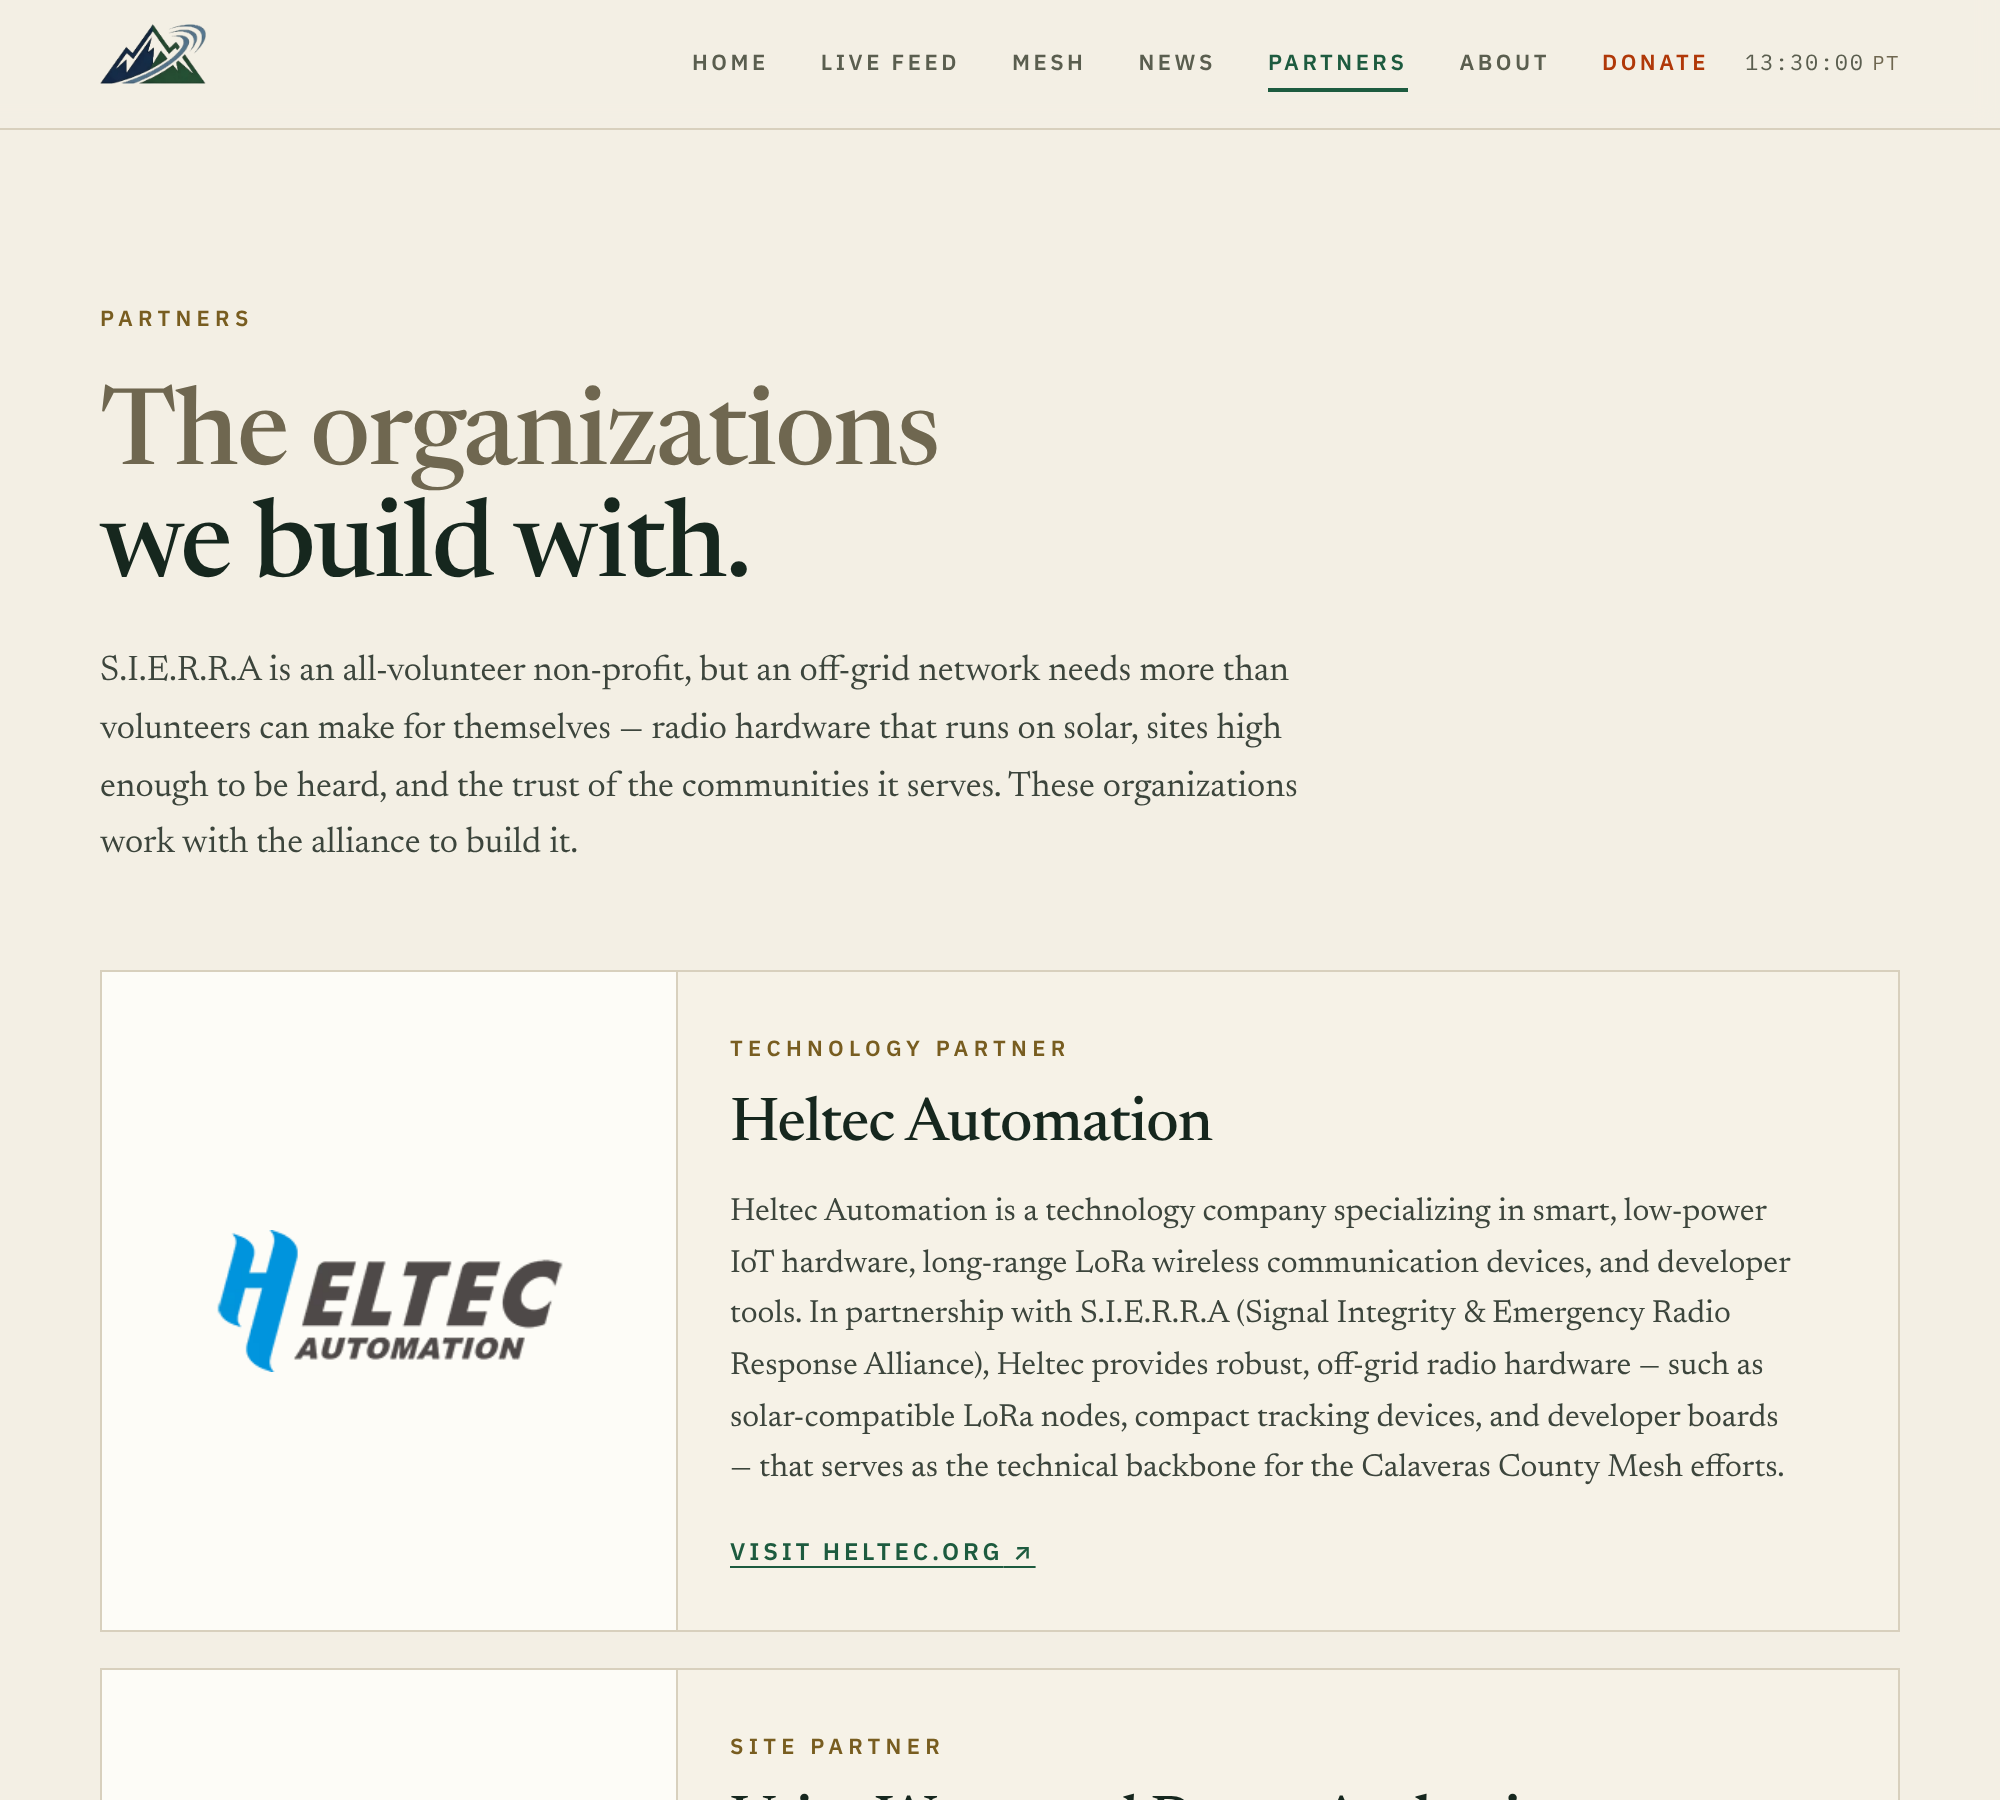 HOME LIVE FEED MESH NEWS PARTNERS ABOUT DONATE 13:30:00 PT
PARTNERS
The organizations
we build with.
S.I.E.R.R.A is an all-volunteer non-profit, but an off-grid network needs more than
volunteers can make for themselves — radio hardware that runs on solar, sites high
enough to be heard, and the trust of the communities it serves. These organizations
work with the alliance to build it.
HELTEC
AUTOMATION
TECHNOLOGY PARTNER
Heltec Automation
Heltec Automation is a technology company specializing in smart, low-power
IoT hardware, long-range LoRa wireless communication devices, and developer
tools. In partnership with S.I.E.R.R.A (Signal Integrity & Emergency Radio
Response Alliance), Heltec provides robust, off-grid radio hardware — such as
solar-compatible LoRa nodes, compact tracking devices, and developer boards
— that serves as the technical backbone for the Calaveras County Mesh efforts.
VISIT HELTEC.ORG ↗
SITE PARTNER